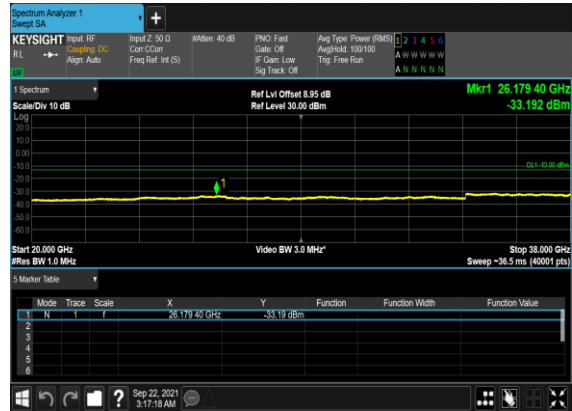 Spectrum Analyzer 1
Swept SA
+
KEYSIGHT Input: RF Input Z: 50 Ω #Atten: 40 dB PNO: Fast Avg Type: Power (RMS) 1 2 3 4 5 6
RL Coupling: DC Corr CCorr Gate: Off Avg|Hold: 100/100 A W W W W W
Align: Auto Freq Ref: Int (S) IF Gain: Low Trig: Free Run
Sig Track: Off A N N N N N
1 Spectrum Ref Lvl Offset 8.95 dB Mkr1 26.179 40 GHz
Scale/Div 10 dB Ref Level 30.00 dBm -33.192 dBm
Log
20.0
10.0
0.00
-10.0
DL1 -13.00 dBm
-20.0
1
-30.0
-40.0
-50.0
-60.0
Start 20.000 GHz Video BW 3.0 MHz* Stop 38.000 GHz
#Res BW 1.0 MHz Sweep ~36.5 ms (40001 pts)
5 Marker Table
Mode Trace Scale X Y Function Function Width Function Value
1 N 1 f 26.179 40 GHz -33.19 dBm
2
3
4
5
6
? Sep 22, 2021
3:17:18 AM